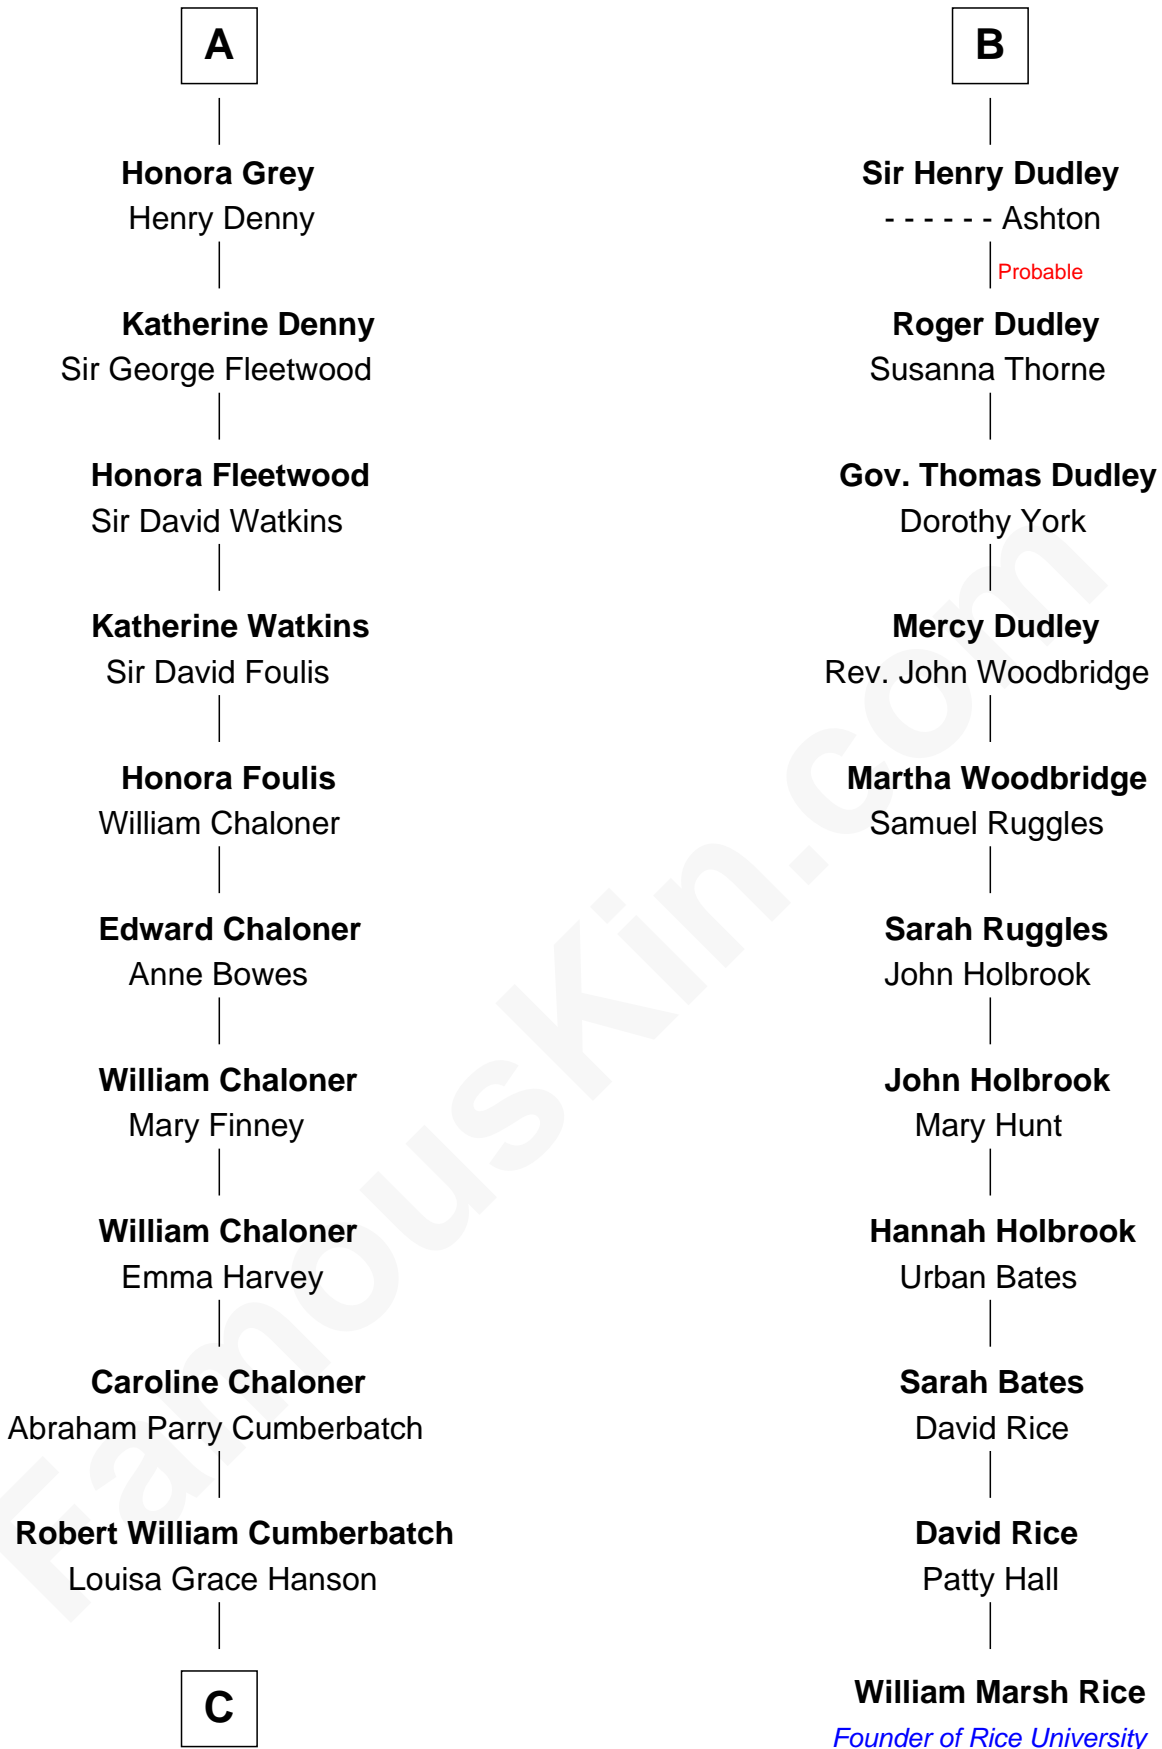 A
Honora Grey
Henry Denny
Katherine Denny
Sir George Fleetwood
Honora Fleetwood
Sir David Watkins
Katherine Watkins
Sir David Foulis
Honora Foulis
William Chaloner
Edward Chaloner
Anne Bowes
William Chaloner
Mary Finney
William Chaloner
Emma Harvey
Caroline Chaloner
Abraham Parry Cumberbatch
Robert William Cumberbatch
Louisa Grace Hanson
C
B
Sir Henry Dudley
- - - - - - Ashton
Probable
Roger Dudley
Susanna Thorne
Gov. Thomas Dudley
Dorothy York
Mercy Dudley
Rev. John Woodbridge
Martha Woodbridge
Samuel Ruggles
Sarah Ruggles
John Holbrook
John Holbrook
Mary Hunt
Hannah Holbrook
Urban Bates
Sarah Bates
David Rice
David Rice
Patty Hall
William Marsh Rice
Founder of Rice University
FamousKin.com